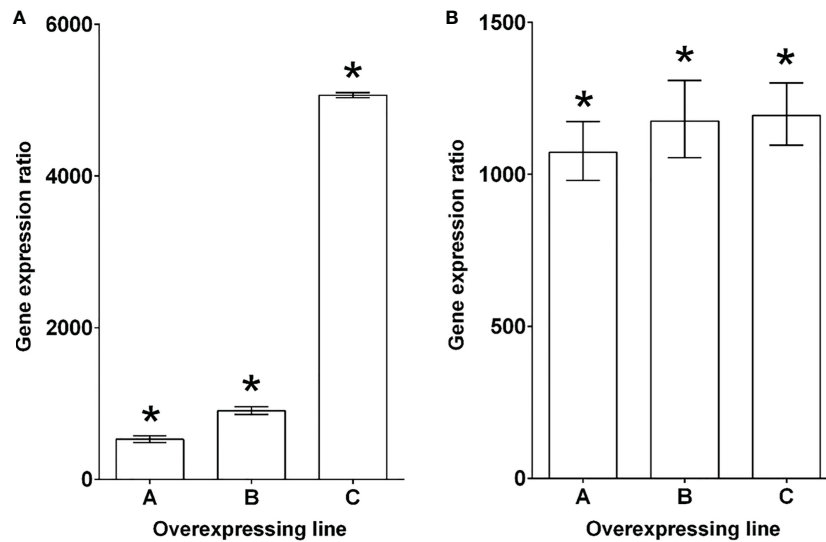 A
Gene expression ratio
6000
4000
2000
0
*
*
*
A B C
Overexpressing line
B
Gene expression ratio
1500
1000
500
0
*
*
*
A B C
Overexpressing line